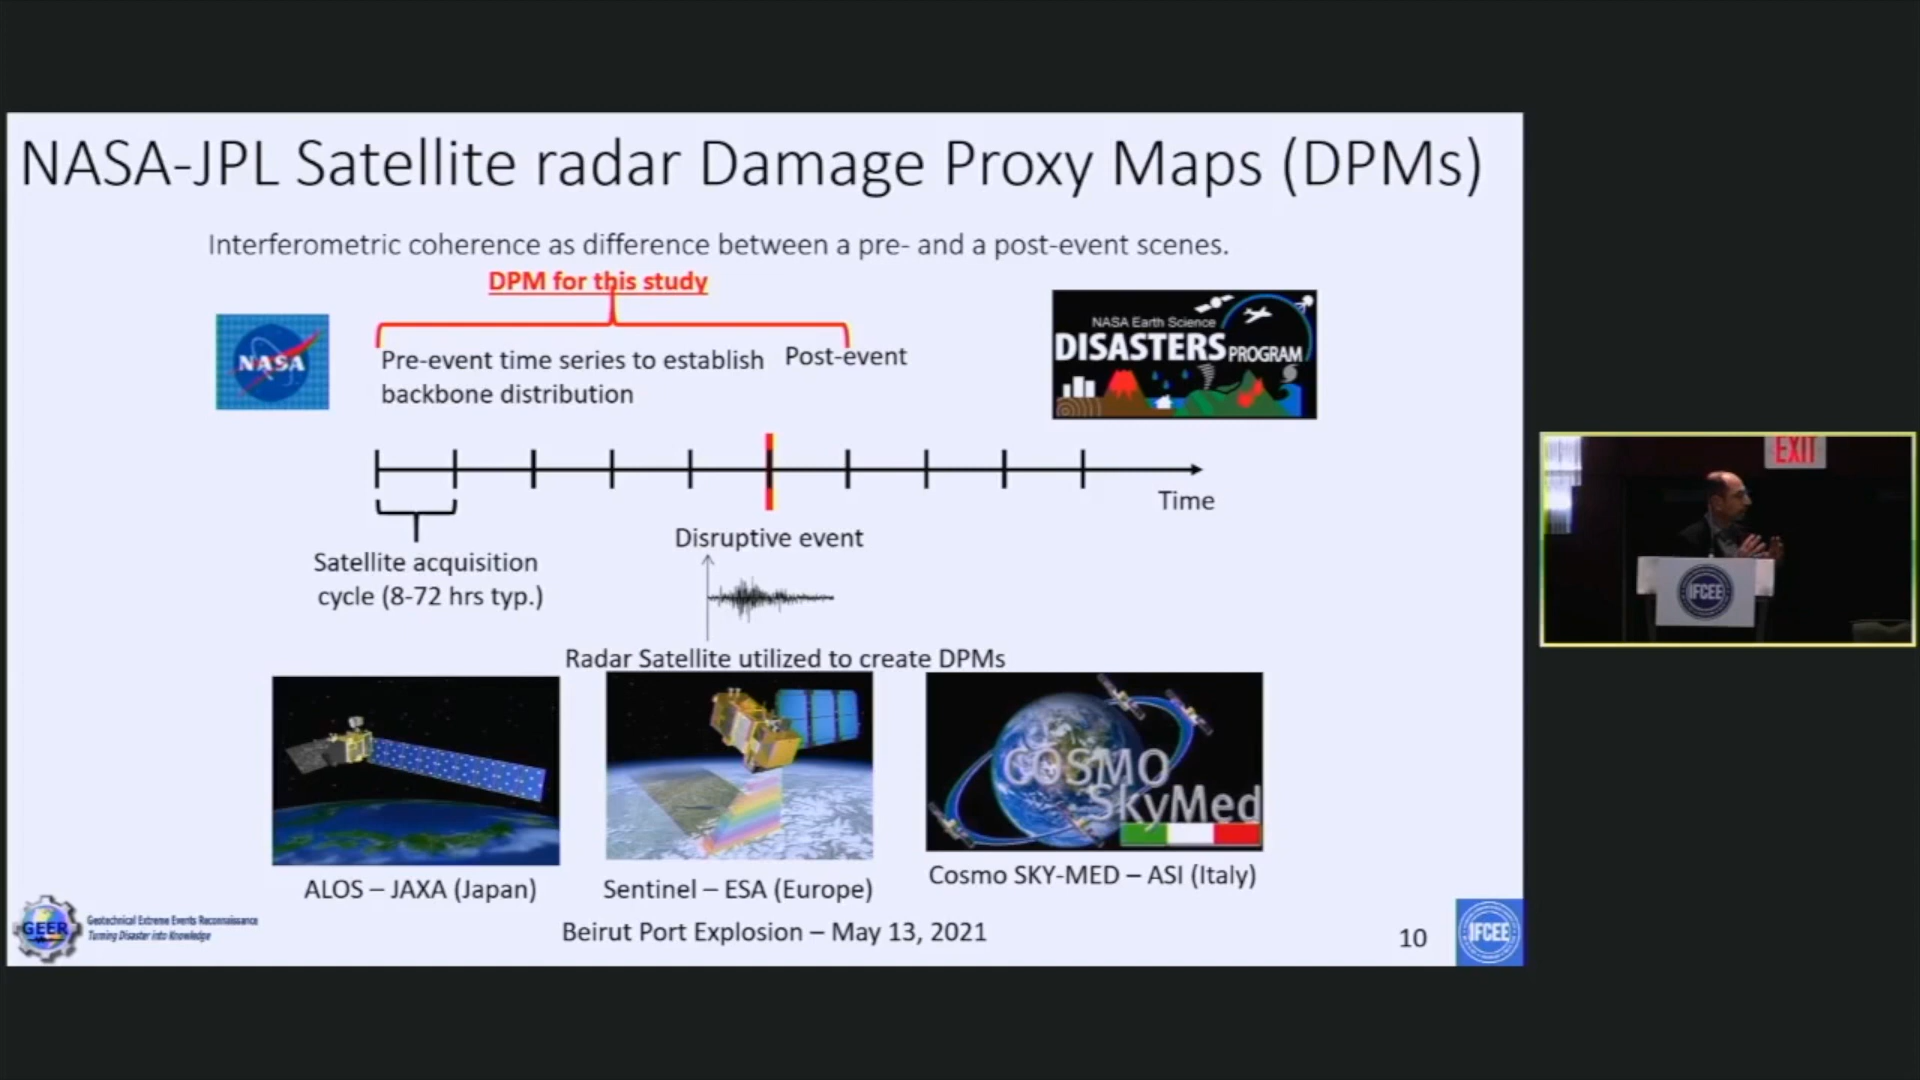 NASA-JPL Satellite radar Damage Proxy Maps (DPMs)
Interferometric coherence as difference between a pre- and a post-event scenes.
DPM for this study
NASA
Pre-event time series to establish
backbone distribution
Post-event
NASA Earth Science
DISASTERS PROGRAM
Time
Satellite acquisition
cycle (8-72 hrs typ.)
Disruptive event
Radar Satellite utilized to create DPMs
COSMO
SkyMed
ALOS – JAXA (Japan)
Sentinel – ESA (Europe)
Cosmo SKY-MED – ASI (Italy)
GEER
Geotechnical Extreme Events Reconnaissance
Turning Disaster into Knowledge
Beirut Port Explosion – May 13, 2021
10
IFCEE
EXIT
IFCEE